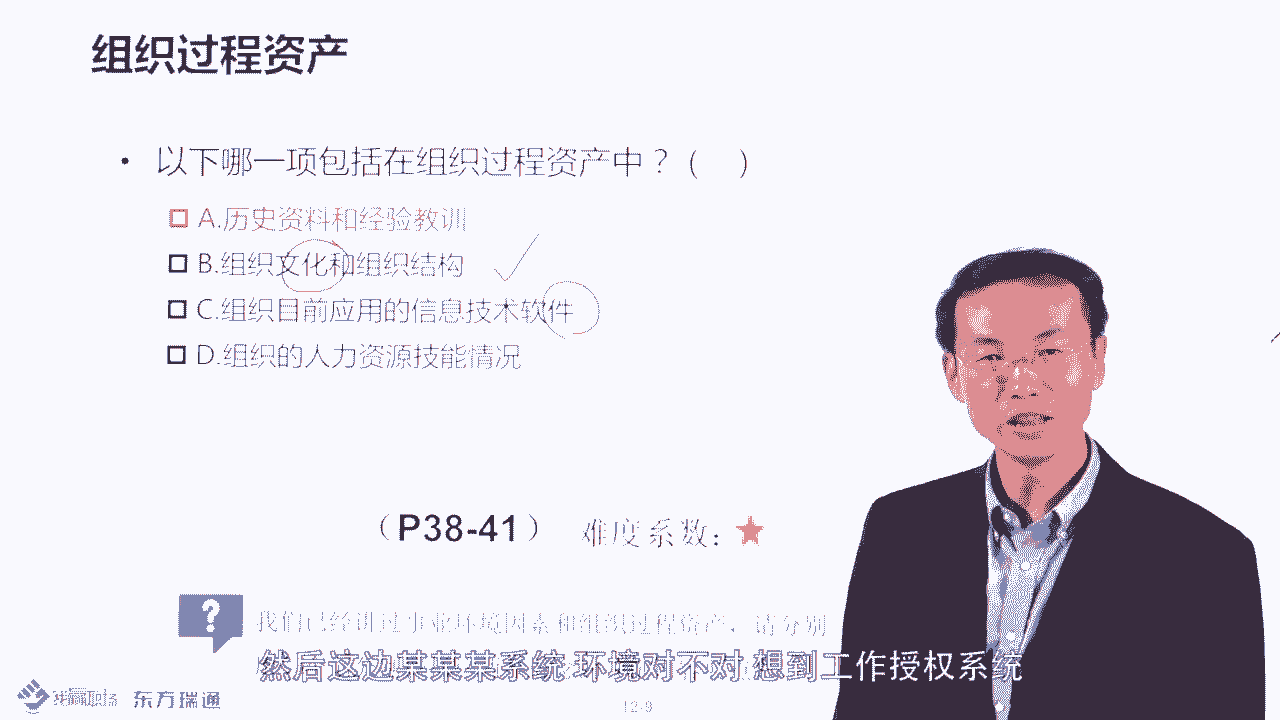 组织过程资产
• 以下哪一项包括在组织过程资产中？（ ）
A.历史资料和经验教训
B.组织文化和组织结构
C.组织目前应用的信息技术软件
D.组织的人力资源技能情况
（P38-41） 难度系数：
我们已经讲过事业环境因素和组织过程资产，请分别
然后这边某某某系统 环境对不对 想到工作授权系统
东方瑞通
12-9